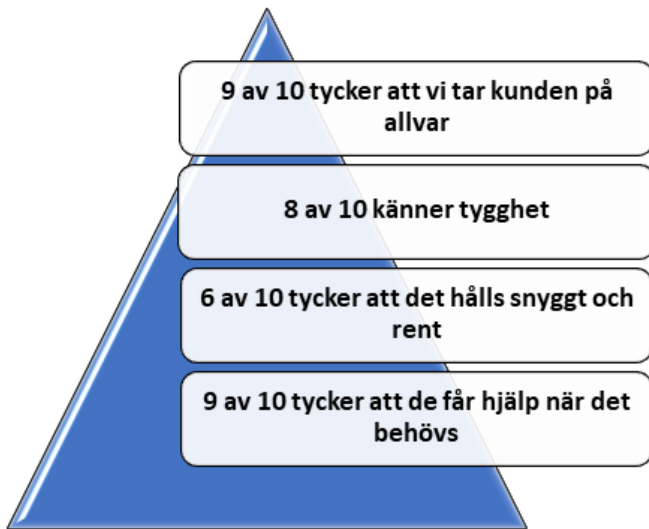 9 av 10 tycker att vi tar kunden på
allvar
8 av 10 känner tygghet
6 av 10 tycker att det hålls snyggt och
rent
9 av 10 tycker att de får hjälp när det
behövs